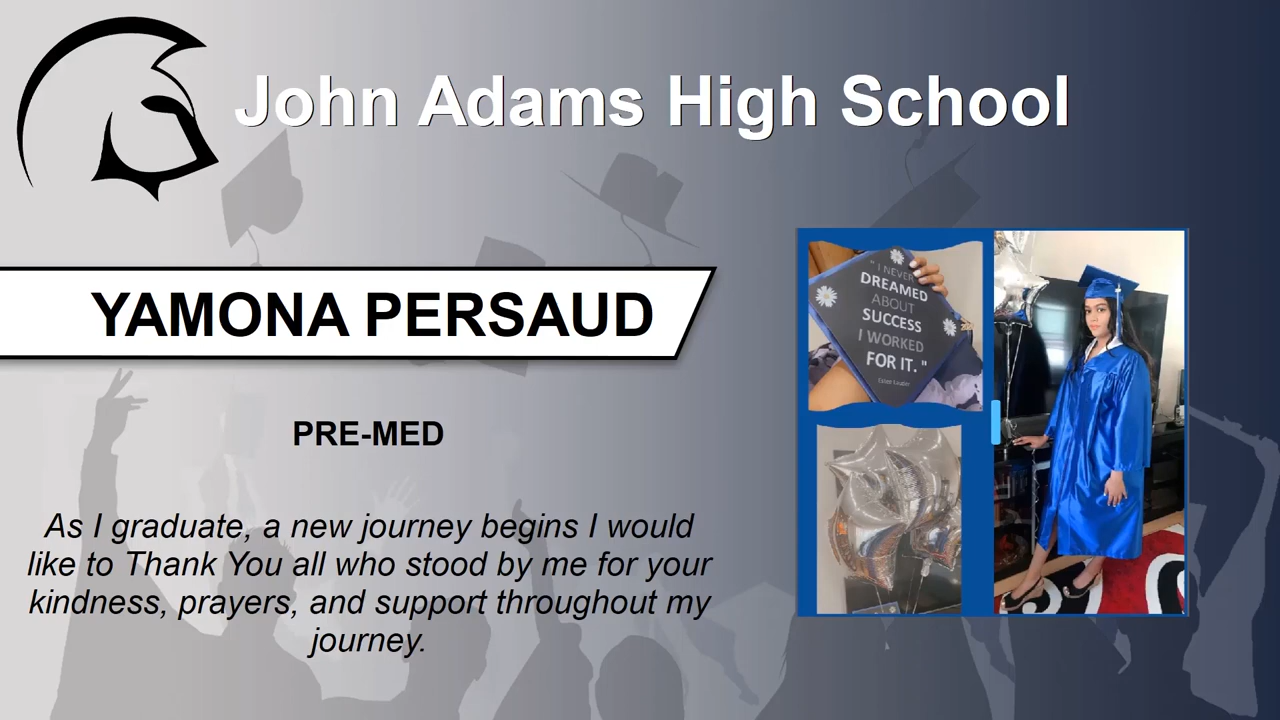 John Adams High School
YAMONA PERSAUD
PRE-MED
As I graduate, a new journey begins I would
like to Thank You all who stood by me for your
kindness, prayers, and support throughout my
journey.
" I NEVER
DREAMED
ABOUT
SUCCESS
I WORKED
FOR IT. "